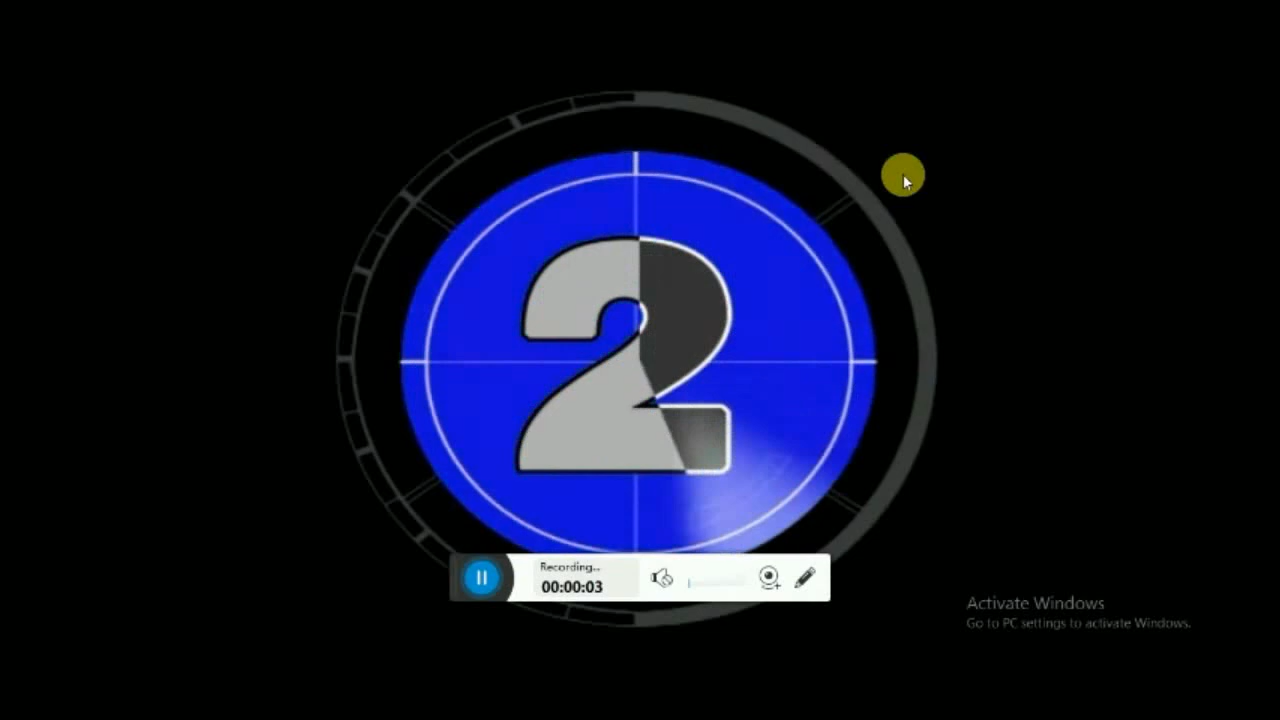 2
Recording...
00:00:03
Activate Windows
Go to PC settings to activate Windows.